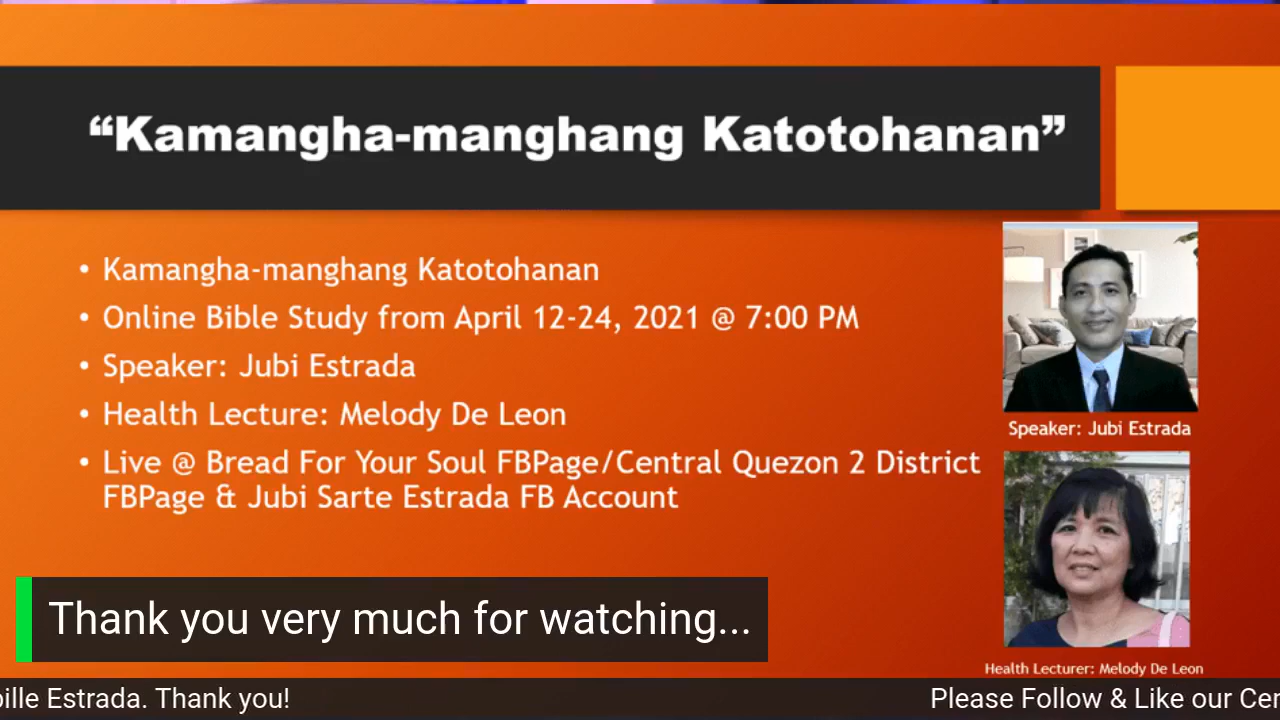 “Kamangha-manghang Katotohanan”
• Kamangha-manghang Katotohanan
• Online Bible Study from April 12-24, 2021 @ 7:00 PM
• Speaker: Jubi Estrada
• Health Lecture: Melody De Leon
• Live @ Bread For Your Soul FBPage/Central Quezon 2 District
FBPage & Jubi Sarte Estrada FB Account
Speaker: Jubi Estrada
Health Lecturer: Melody De Leon
Thank you very much for watching...
Estrada. Thank you!
Please Follow & Like our